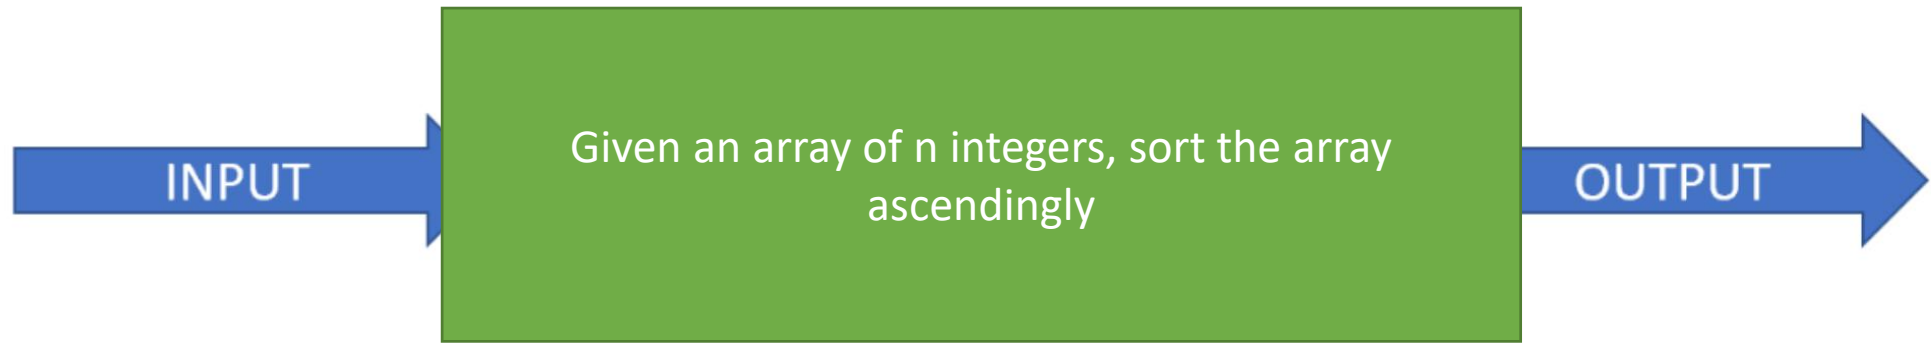 INPUT
Given an array of n integers, sort the array
ascendingly
OUTPUT